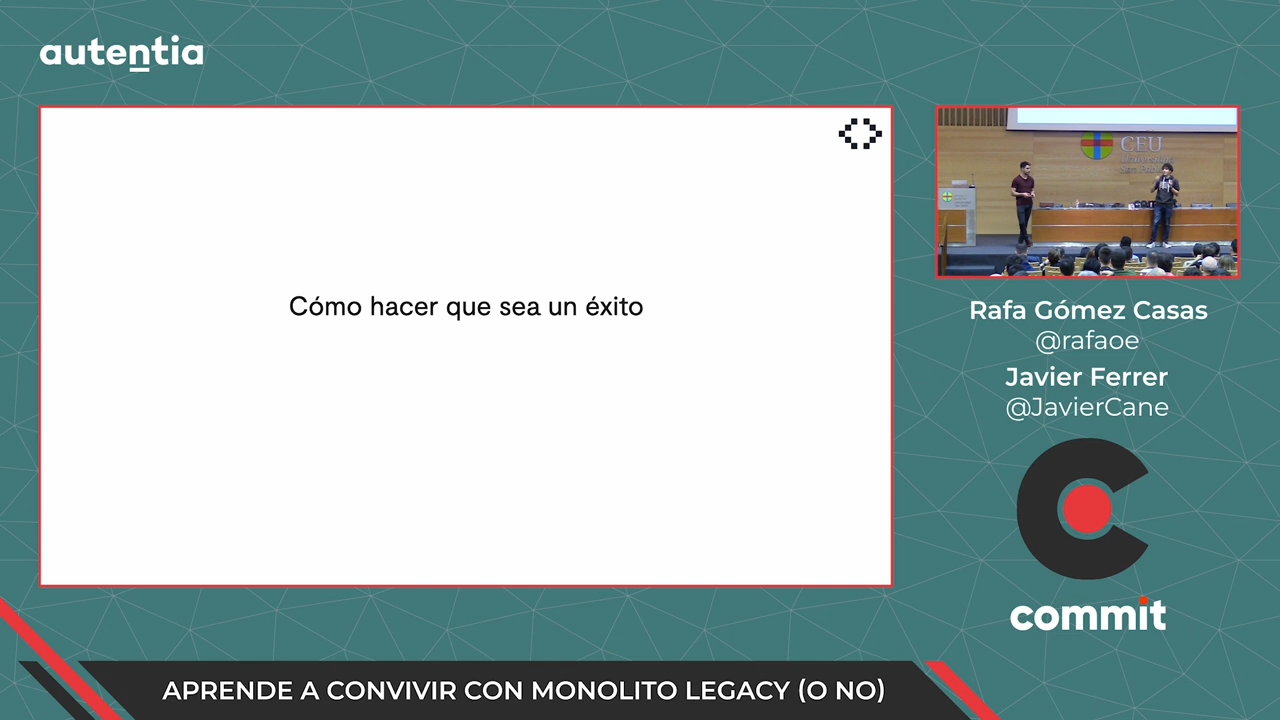 autentia
Cómo hacer que sea un éxito
CEU
Rafa Gómez Casas
@rafaoe
Javier Ferrer
@JavierCane
commit
APRENDE A CONVIVIR CON MONOLITO LEGACY (O NO)